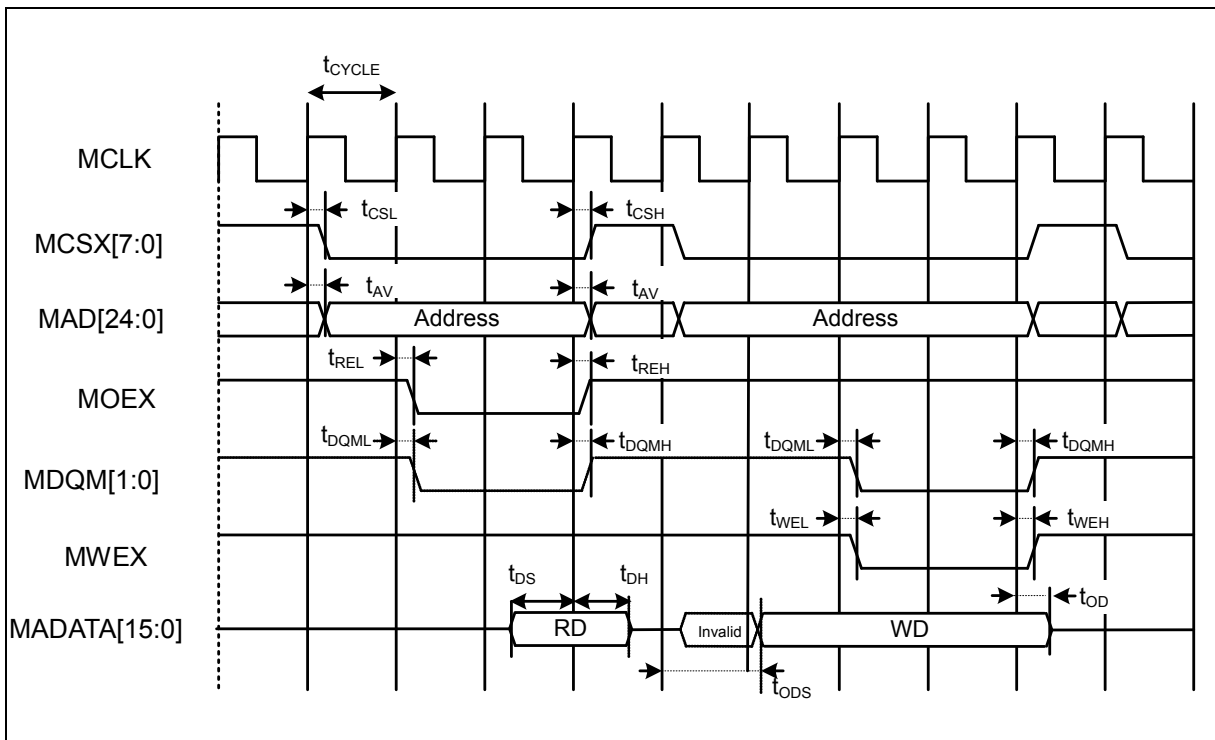 tCYCLE
MCLK
tCSL
tCSH
MCSX[7:0]
tAV
tAV
MAD[24:0]
Address
Address
tREL
tREH
MOEX
tDQML
tDQMH
tDQML
tDQMH
MDQM[1:0]
tWEL
tWEH
MWEX
tDS
tDH
tOD
MADATA[15:0]
RD
Invalid
WD
tODS